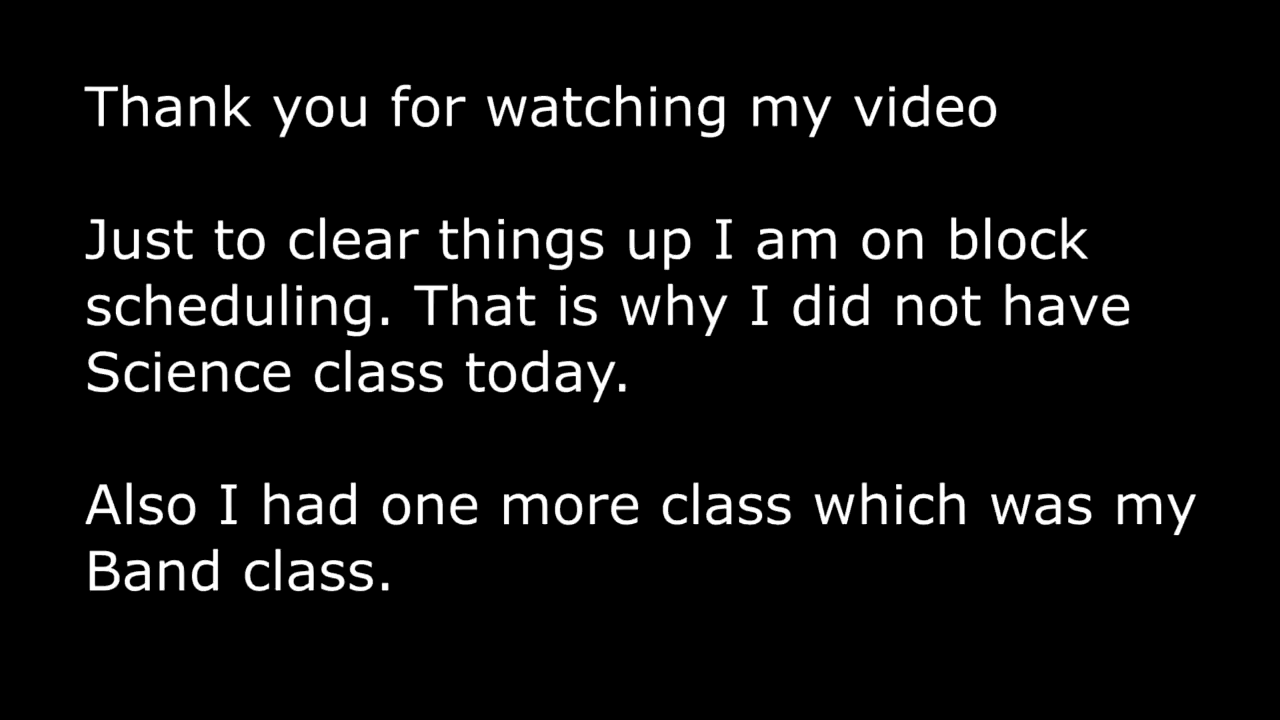 Thank you for watching my video
Just to clear things up I am on block
scheduling. That is why I did not have
Science class today.
Also I had one more class which was my
Band class.